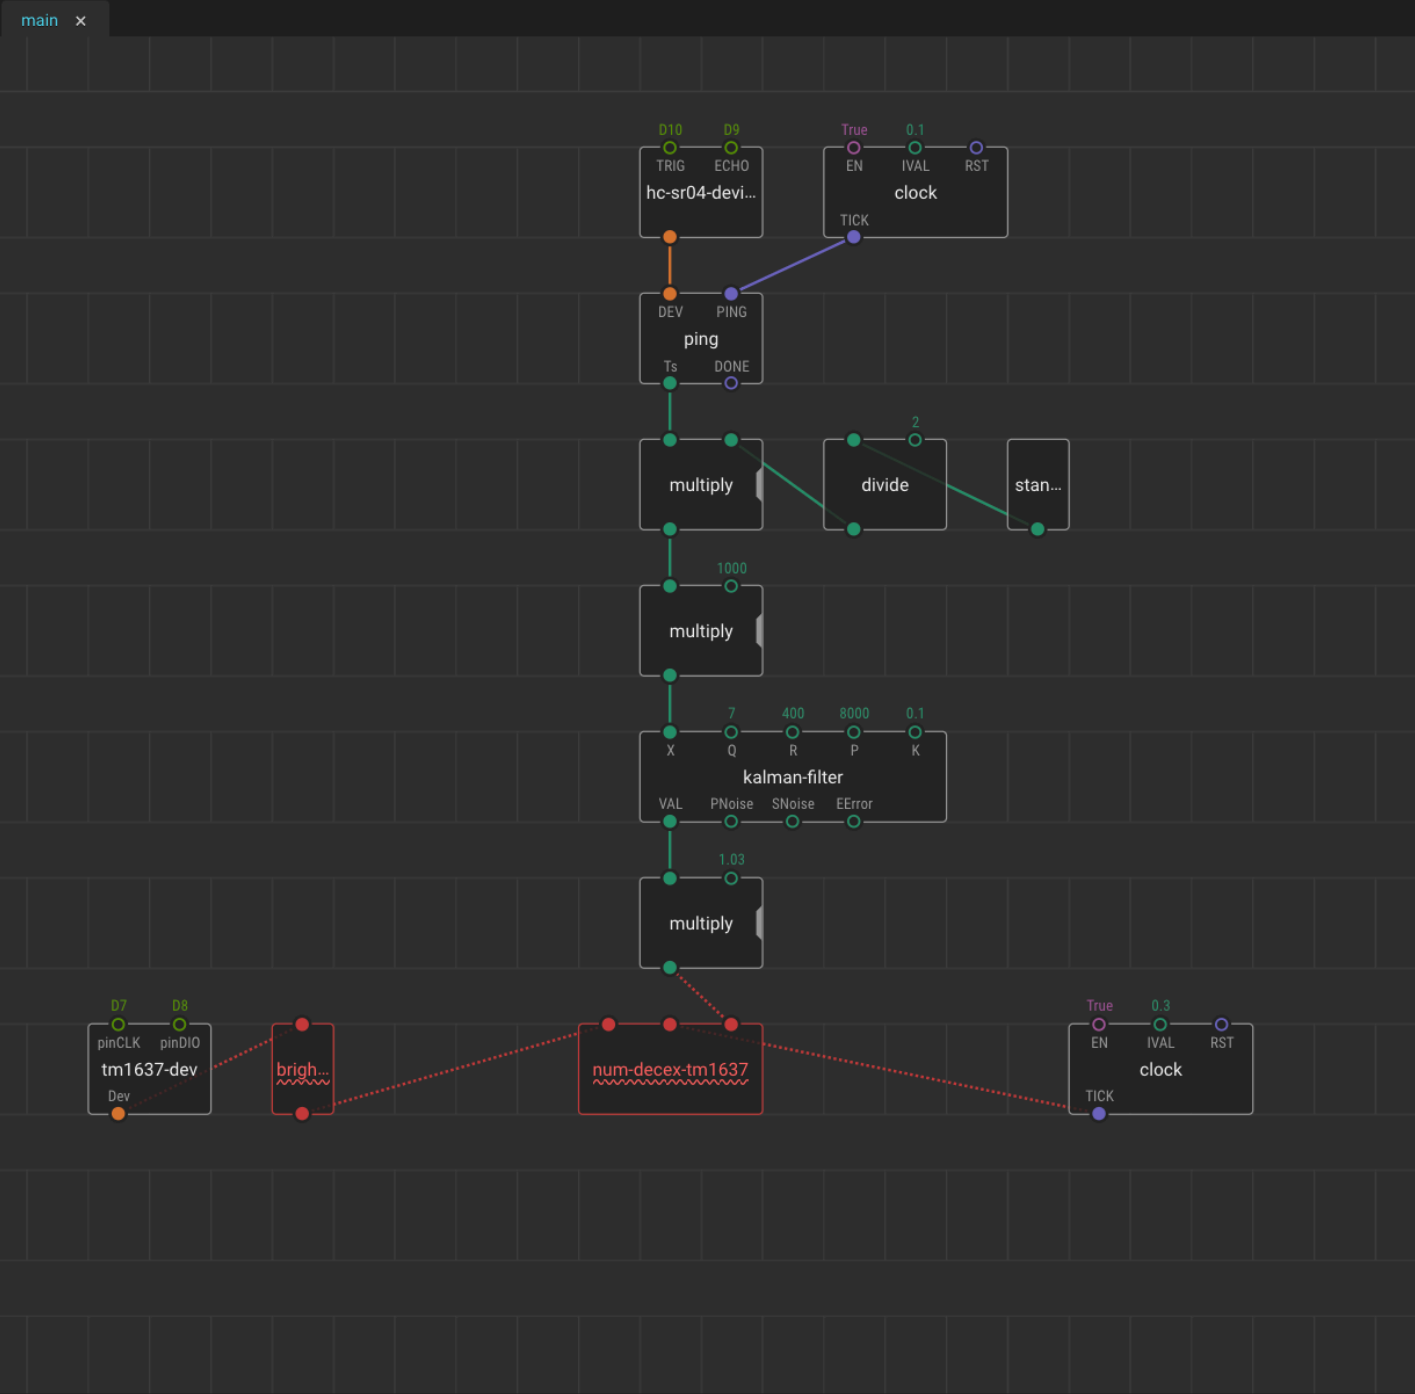 main ×
D10 D9 True 0.1
TRIG ECHO EN IVAL RST
hc-sr04-devi... clock
TICK
DEV PING
ping
Ts DONE
2
multiply divide stan...
1000
multiply
7 400 8000 0.1
X Q R P K
kalman-filter
VAL PNoise SNoise EError
1.03
multiply
D7 D8 True 0.3
pinCLK pinDIO EN IVAL RST
tm1637-dev brigh... num-decex-tm1637 clock
Dev TICK